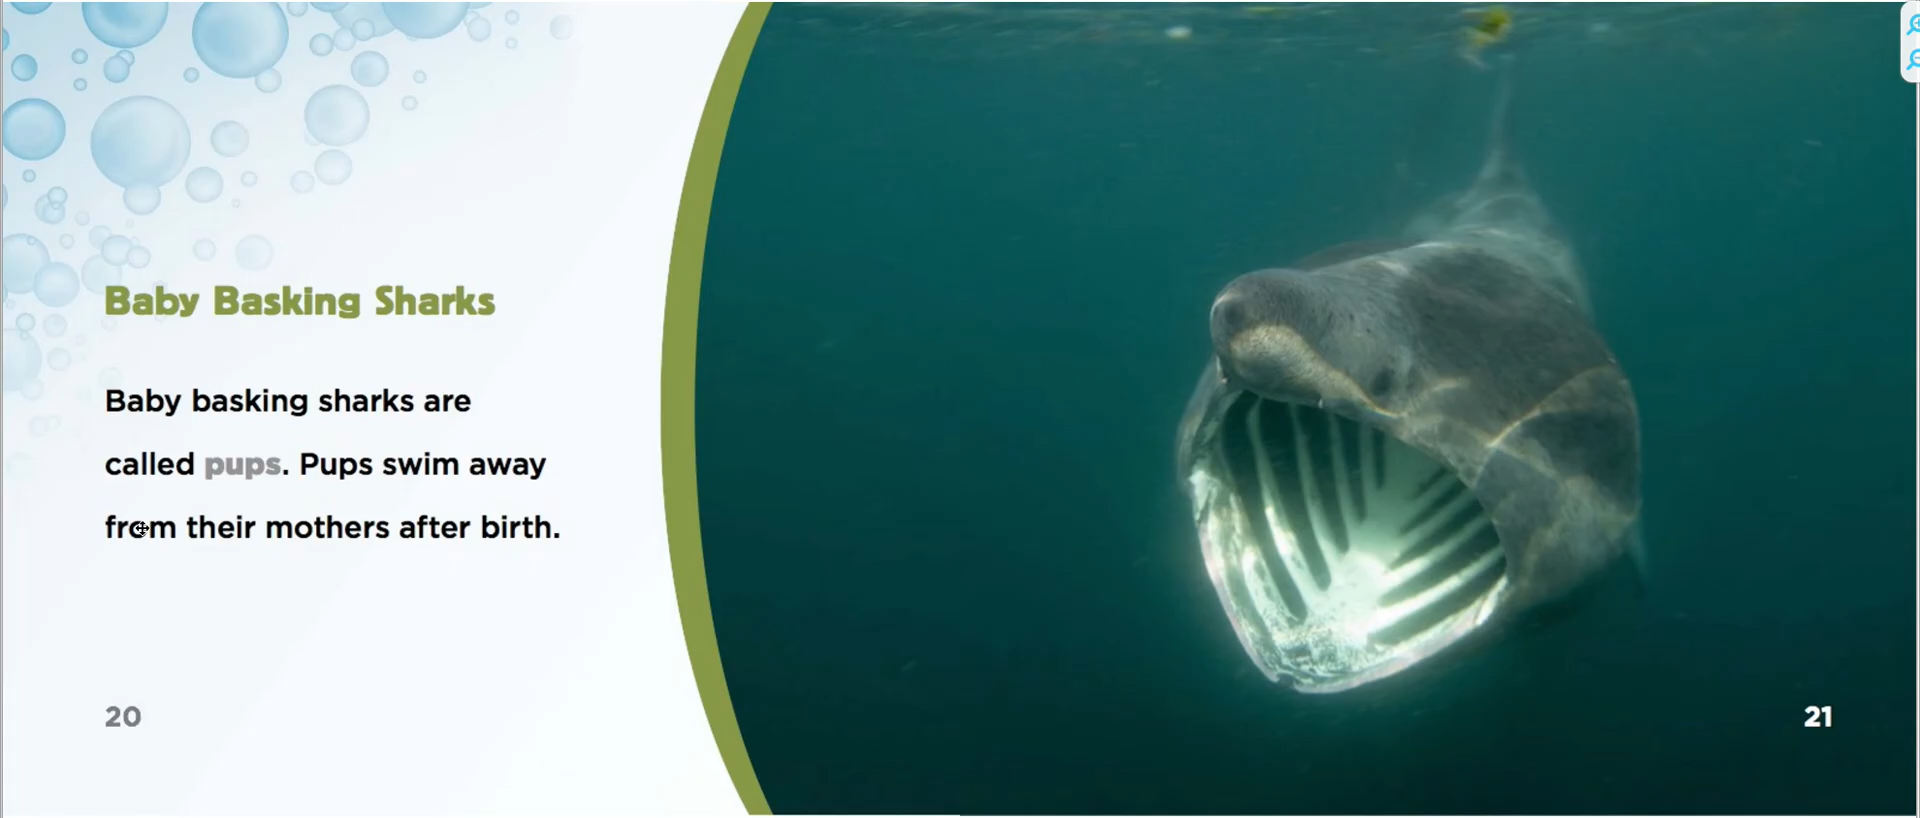 Baby Basking Sharks
Baby basking sharks are
called pups. Pups swim away
from their mothers after birth.
20
21